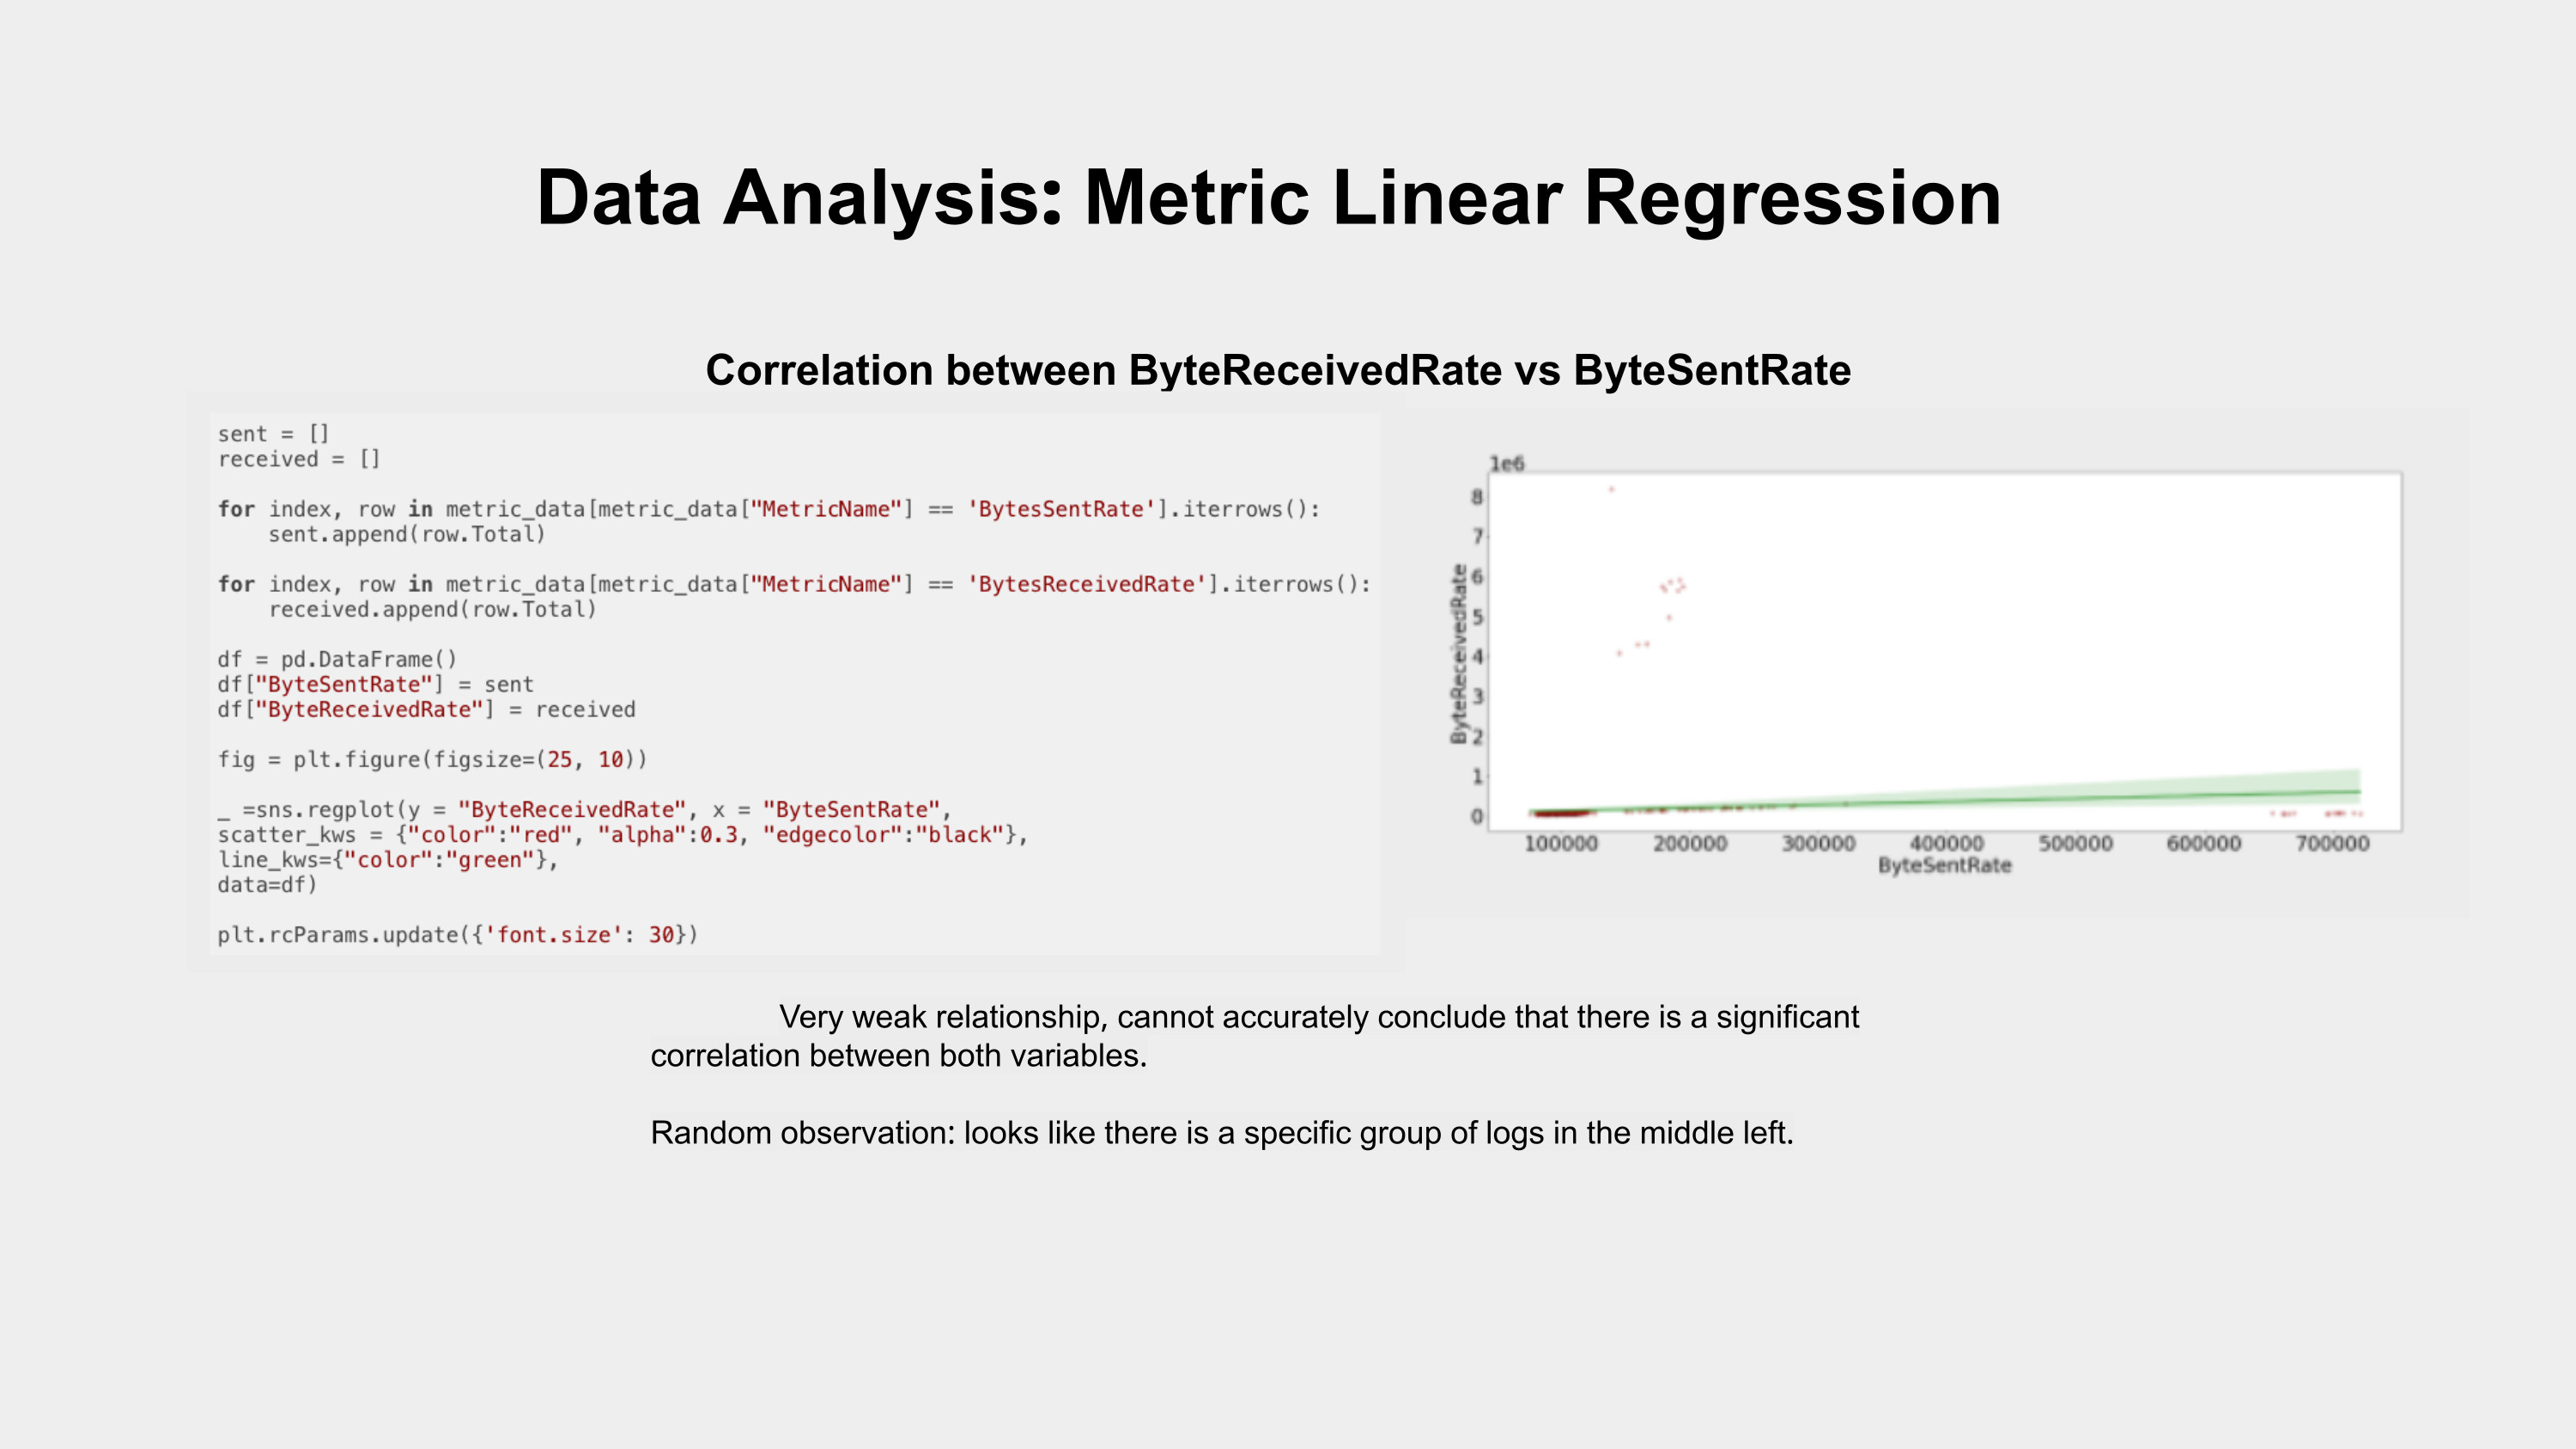 Data Analysis: Metric Linear Regression
Correlation between ByteReceivedRate vs ByteSentRate
sent = []
received = []
for index, row in metric_data[metric_data["MetricName"] == 'BytesSentRate'].iterrows():
    sent.append(row.Total)
for index, row in metric_data[metric_data["MetricName"] == 'BytesReceivedRate'].iterrows():
    received.append(row.Total)
df = pd.DataFrame()
df["ByteSentRate"] = sent
df["ByteReceivedRate"] = received
fig = plt.figure(figsize=(25, 10))
_ =sns.regplot(y = "ByteReceivedRate", x = "ByteSentRate",
scatter_kws = {"color":"red", "alpha":0.3, "edgecolor":"black"},
line_kws={"color":"green"},
data=df)
plt.rcParams.update({'font.size': 30})
1e6
8
7
6
5
4
3
2
1
0
ByteReceivedRate
100000 200000 300000 400000 500000 600000 700000
ByteSentRate
Very weak relationship, cannot accurately conclude that there is a significant
correlation between both variables.
Random observation: looks like there is a specific group of logs in the middle left.